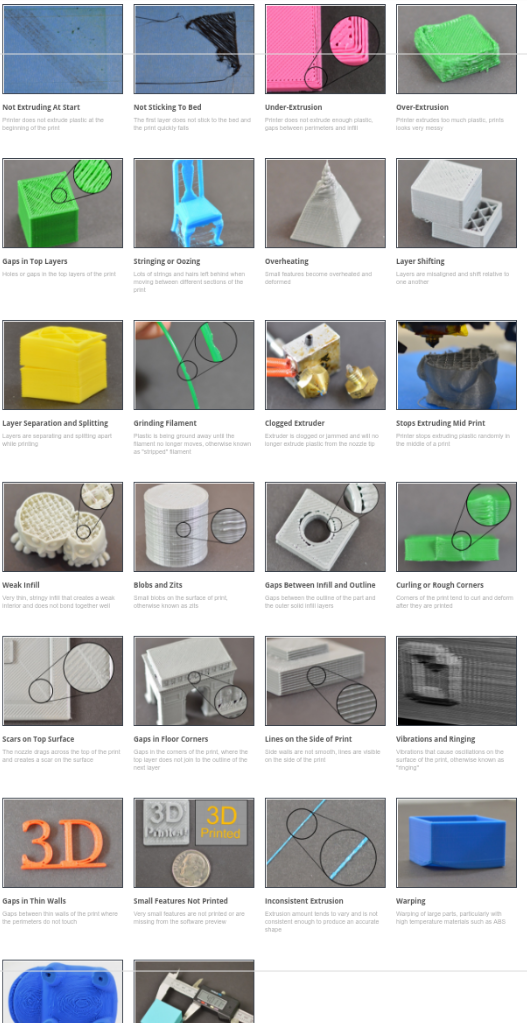 Not Extruding At Start
Printer does not extrude plastic at the
beginning of the print
Not Sticking To Bed
The first layer does not stick to the bed and
the print quickly fails
Under-Extrusion
Printer does not extrude enough plastic,
gaps between perimeters and infill
Over-Extrusion
Printer extrudes too much plastic, prints
looks very messy
Gaps in Top Layers
Holes or gaps in the top layers of the print
Stringing or Oozing
Lots of strings and hairs left behind when
moving between different sections of the
print
Overheating
Small features become overheated and
deformed
Layer Shifting
Layers are misaligned and shift relative to
one another
Layer Separation and Splitting
Layers are separating and splitting apart
while printing
Grinding Filament
Plastic is being ground away until the
filament no longer moves, otherwise known
as "stripped" filament
Clogged Extruder
Extruder is clogged or jammed and will no
longer extrude plastic from the nozzle tip
Stops Extruding Mid Print
Printer stops extruding plastic randomly in
the middle of a print
Weak Infill
Very thin, stringy infill that creates a weak
interior and does not bond together well
Blobs and Zits
Small blobs on the surface of print,
otherwise known as zits
Gaps Between Infill and Outline
Gaps between the outline of the part and
the outer solid infill layers
Curling or Rough Corners
Corners of the print tend to curl and deform
after they are printed
Scars on Top Surface
The nozzle drags across the top of the print
and creates a scar on the surface
Gaps in Floor Corners
Gaps in the corners of the print, where the
top layer does not join to the outline of the
next layer
Lines on the Side of Print
Side walls are not smooth, lines are visible
on the side of the print
Vibrations and Ringing
Vibrations that cause oscillations on the
surface of the print, otherwise known as
"ringing"
3D
Gaps in Thin Walls
Gaps between thin walls of the print where
the perimeters do not touch
3D
Printed
3D
Printed
Small Features Not Printed
Very small features are not printed or are
missing from the software preview
Inconsistent Extrusion
Extrusion amount tends to vary and is not
consistent enough to produce an accurate
shape
Warping
Warping of large parts, particularly with
high temperature materials such as ABS